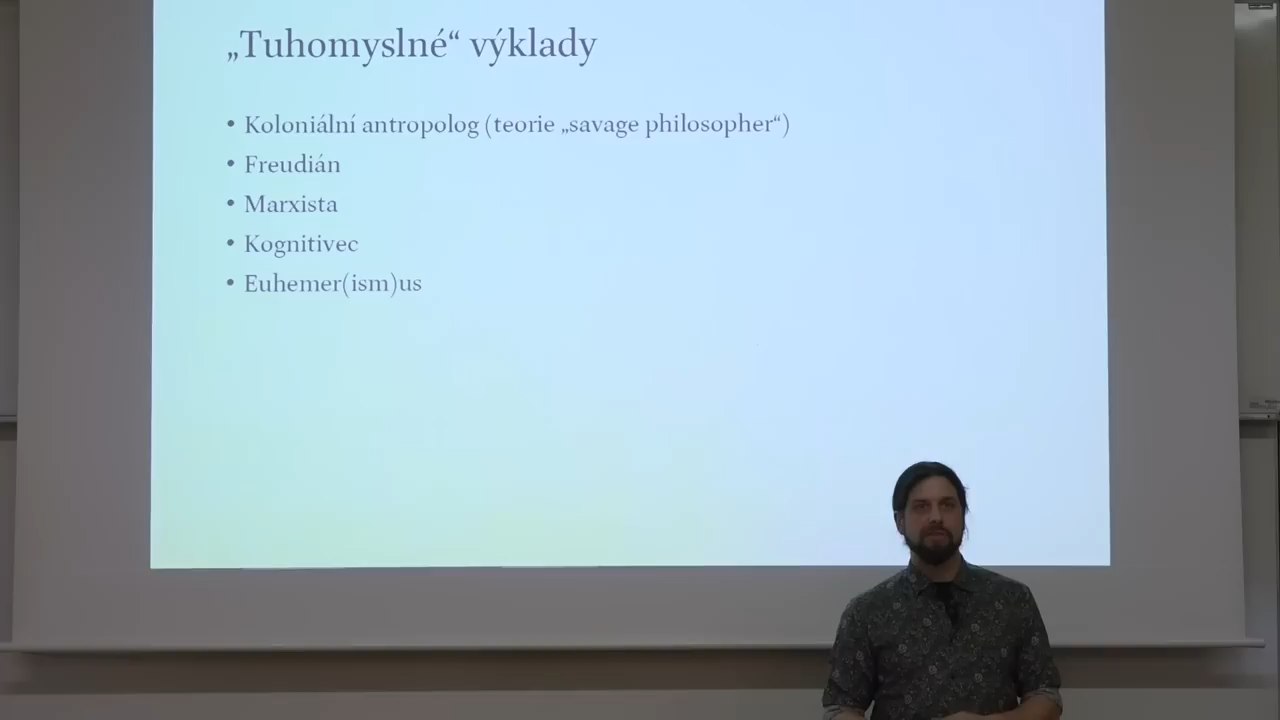 „Tuhomyslné“ výklady
• Koloniální antropolog (teorie „savage philosopher“)
• Freudián
• Marxista
• Kognitivec
• Euhemer(ism)us